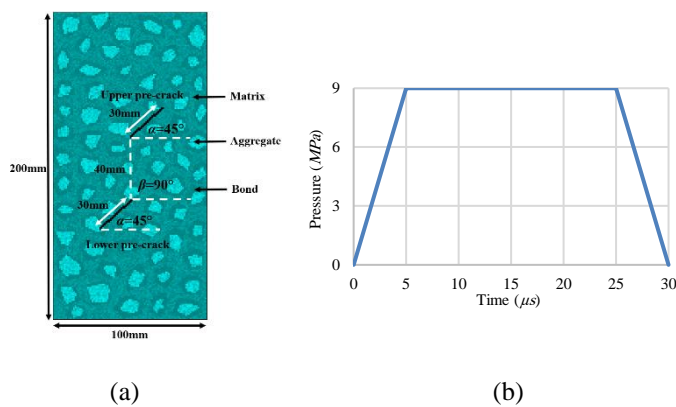 Upper pre-crack
30mm
α=45°
Matrix
Aggregate
200mm
40mm
β=90°
Bond
30mm
α=45°
Lower pre-crack
100mm
(a)
9
6
3
0
Pressure (MPa)
0 5 10 15 20 25 30
Time (μs)
(b)